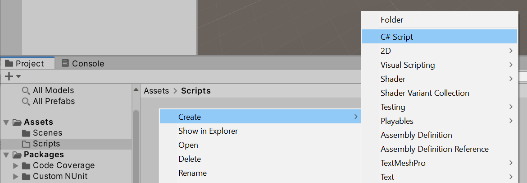 Project
Console
All Models
All Prefabs
Assets
Scenes
Scripts
Packages
Code Coverage
Custom NUnit
Assets > Scripts
Create
Show in Explorer
Open
Delete
Rename
Folder
C# Script
2D
Visual Scripting
Shader
Shader Variant Collection
Testing
Playables
Assembly Definition
Assembly Definition Reference
TextMeshPro
Text